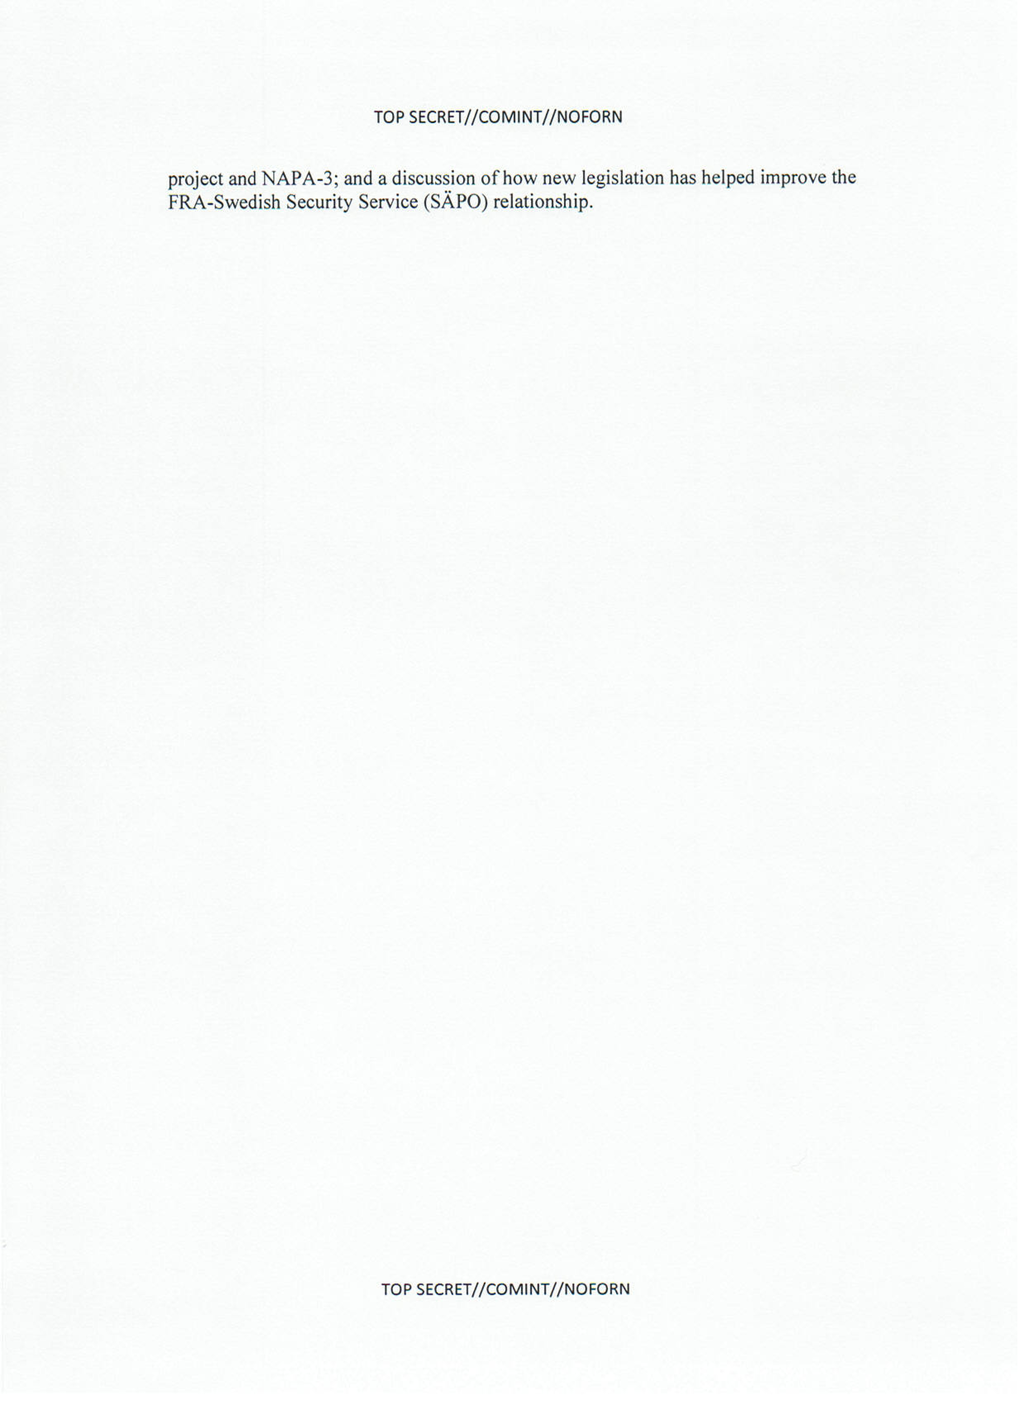 TOP SECRET//COMINT//NOFORN
project and NAPA-3; and a discussion of how new legislation has helped improve the
FRA-Swedish Security Service (SÄPO) relationship.
TOP SECRET//COMINT//NOFORN